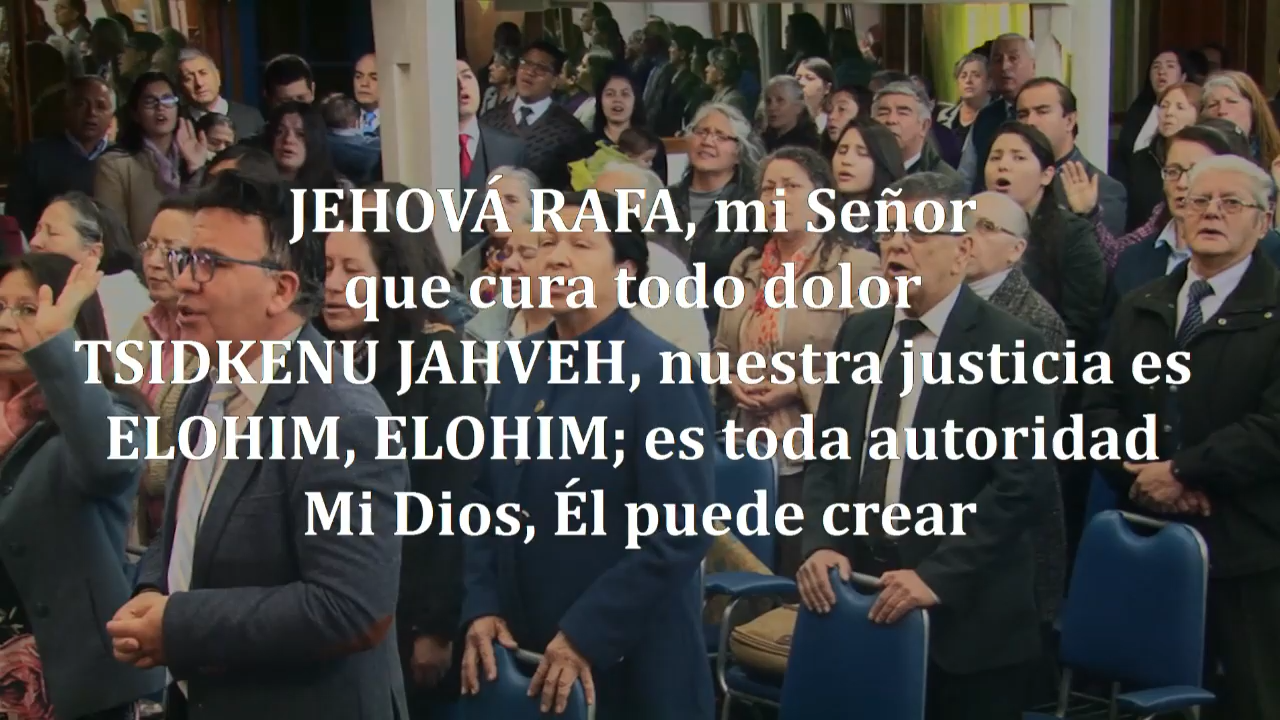 JEHOVÁ RAFA, mi Señor
que cura todo dolor
TSIDKENU JAHVEH, nuestra justicia es
ELOHIM, ELOHIM; es toda autoridad
Mi Dios, Él puede crear